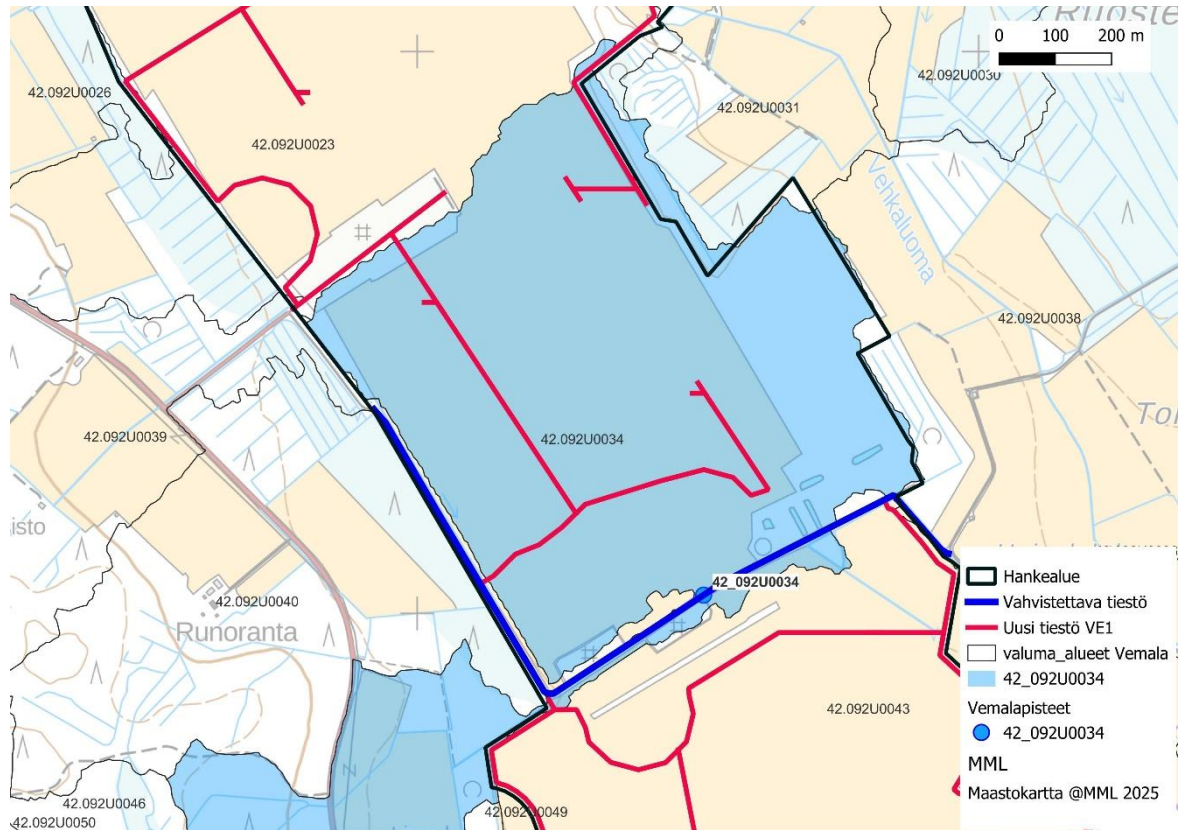 Ruoste
0 100 200 m
42.092U0026
42.092U0030
42.092U0031
42.092U0023
Vehkaluoma
42.092U0038
42.092U0039
42.092U0034
isto
42_092U0034
42.092U0040
Runoranta
42.092U0043
42.092U0046
42.092U0050
42.092U0049
Hankealue
Vahvistettava tiestö
Uusi tiestö VE1
valuma_alueet Vemala
42_092U0034
Vemalapisteet
42_092U0034
MML
Maastokartta @MML 2025